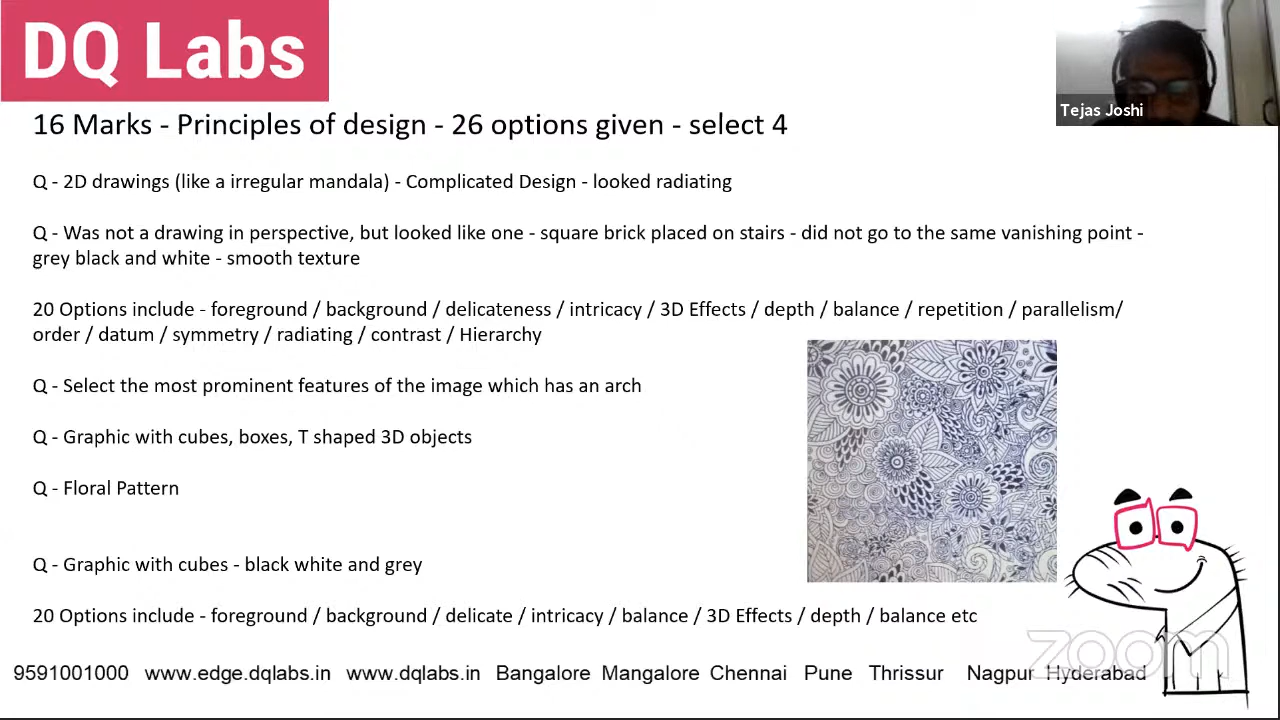 DQ Labs
Tejas Joshi
16 Marks - Principles of design - 26 options given - select 4
Q - 2D drawings (like a irregular mandala) - Complicated Design - looked radiating
Q - Was not a drawing in perspective, but looked like one - square brick placed on stairs - did not go to the same vanishing point -
grey black and white - smooth texture
20 Options include - foreground / background / delicateness / intricacy / 3D Effects / depth / balance / repetition / parallelism/
order / datum / symmetry / radiating / contrast / Hierarchy
Q - Select the most prominent features of the image which has an arch
Q - Graphic with cubes, boxes, T shaped 3D objects
Q - Floral Pattern
Q - Graphic with cubes - black white and grey
20 Options include - foreground / background / delicate / intricacy / balance / 3D Effects / depth / balance etc
zoom
9591001000 www.edge.dqlabs.in www.dqlabs.in Bangalore Mangalore Chennai Pune Thrissur Nagpur Hyderabad